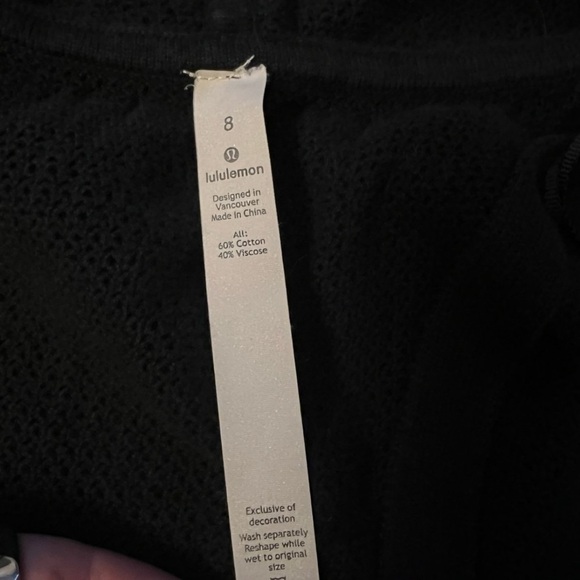 8
lululemon
Designed in
Vancouver
Made in China
All:
60% Cotton
40% Viscose
Exclusive of
decoration
Wash separately
Reshape while
wet to original
size